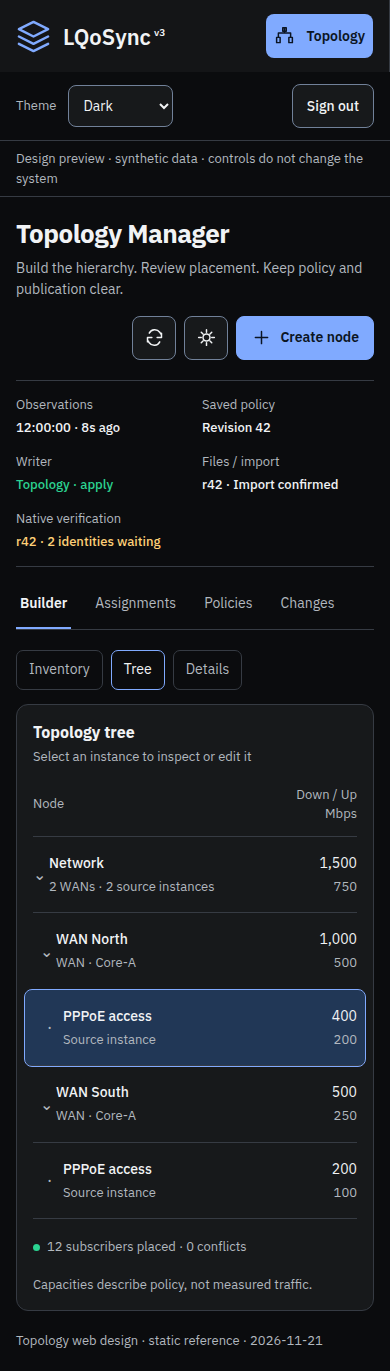 LQoSync v3
Topology
Theme
Dark
Sign out
Design preview · synthetic data · controls do not change the
system
Topology Manager
Build the hierarchy. Review placement. Keep policy and
publication clear.
Create node
Observations
Saved policy
12:00:00 · 8s ago
Revision 42
Writer
Files / import
Topology · apply
r42 · Import confirmed
Native verification
r42 · 2 identities waiting
Builder
Assignments
Policies
Changes
Inventory
Tree
Details
Topology tree
Select an instance to inspect or edit it
Node
Down / Up
Mbps
Network
1,500
2 WANs · 2 source instances
750
WAN North
1,000
WAN · Core-A
500
PPPoE access
400
Source instance
200
WAN South
500
WAN · Core-A
250
PPPoE access
200
Source instance
100
12 subscribers placed · 0 conflicts
Capacities describe policy, not measured traffic.
Topology web design · static reference · 2026-11-21